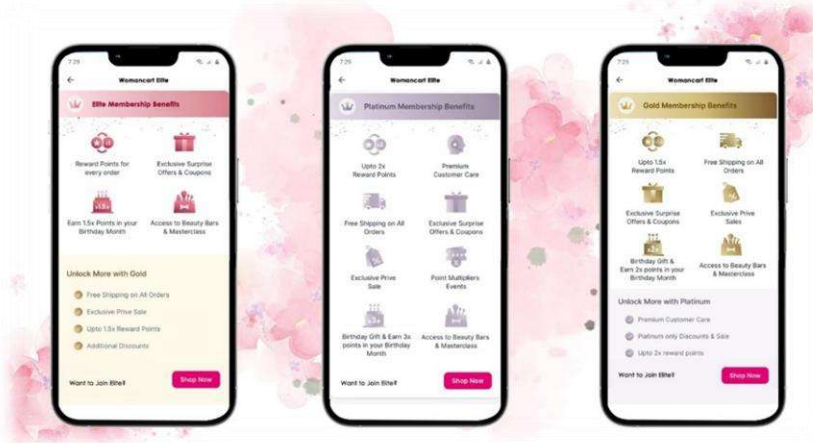 7:29
Womancart Elite
Elite Membership Benefits
Reward Points for
every order
Exclusive Surprise
Offers & Coupons
x1.5x
Earn 1.5x Points in your
Birthday Month
Access to Beauty Bars
& Masterclass
Unlock More with Gold
Free Shipping on All Orders
Exclusive Prive Sale
Upto 1.5x Reward Points
Additional Discounts
Want to Join Elite?
Shop Now
7:29
Womancart Elite
Platinum Membership Benefits
Upto 2x
Reward Points
Premium
Customer Care
Free Shipping on All
Orders
Exclusive Surprise
Offers & Coupons
Exclusive Prive
Sale
Point Multipliers
Events
Birthday Gift & Earn 3x
points in your Birthday
Month
Access to Beauty Bars
& Masterclass
Want to Join Elite?
Shop Now
7:29
Womancart Elite
Gold Membership Benefits
Upto 1.5x
Reward Points
Free Shipping on All
Orders
Exclusive Surprise
Offers & Coupons
Exclusive Prive
Sales
Birthday Gift &
Earn 2x points in your
Birthday Month
Access to Beauty Bars
& Masterclass
Unlock More with Platinum
Premium Customer Care
Platinum only Discounts & Sale
Upto 2x reward points
Want to Join Elite?
Shop Now